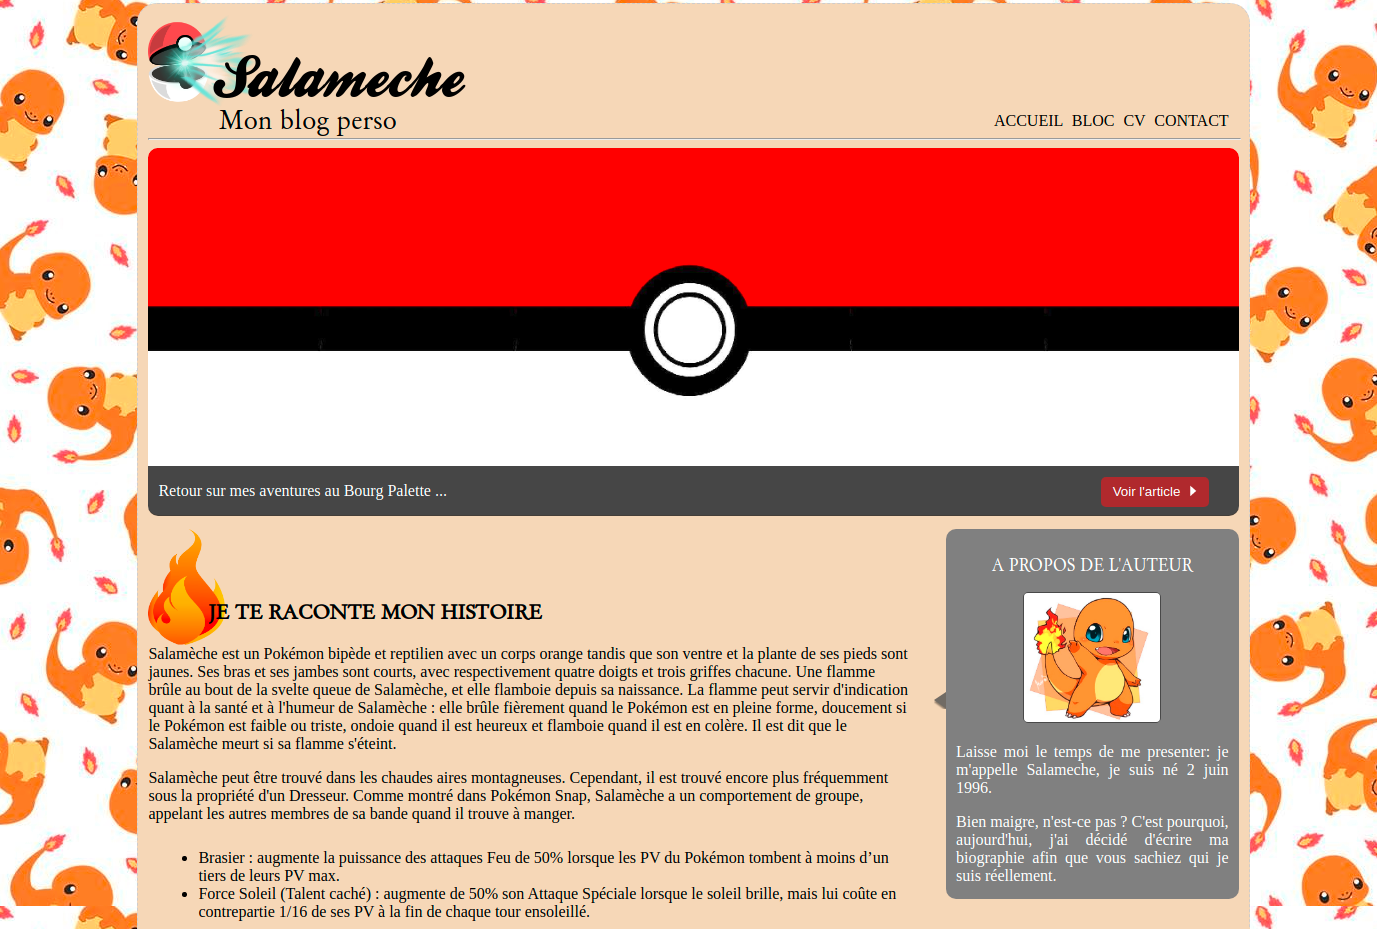 Salameche
Mon blog perso
ACCUEIL BLOC CV CONTACT
Retour sur mes aventures au Bourg Palette ...
Voir l'article
JE TE RACONTE MON HISTOIRE
Salamèche est un Pokémon bipède et reptilien avec un corps orange tandis que son ventre et la plante de ses pieds sont
jaunes. Ses bras et ses jambes sont courts, avec respectivement quatre doigts et trois griffes chacune. Une flamme
brûle au bout de la svelte queue de Salamèche, et elle flamboie depuis sa naissance. La flamme peut servir d'indication
quant à la santé et à l'humeur de Salamèche : elle brûle fièrement quand le Pokémon est en pleine forme, doucement si
le Pokémon est faible ou triste, ondoie quand il est heureux et flamboie quand il est en colère. Il est dit que le
Salamèche meurt si sa flamme s'éteint.
Salamèche peut être trouvé dans les chaudes aires montagneuses. Cependant, il est trouvé encore plus fréquemment
sous la propriété d'un Dresseur. Comme montré dans Pokémon Snap, Salamèche a un comportement de groupe,
appelant les autres membres de sa bande quand il trouve à manger.
Brasier : augmente la puissance des attaques Feu de 50% lorsque les PV du Pokémon tombent à moins d’un
tiers de leurs PV max.
Force Soleil (Talent caché) : augmente de 50% son Attaque Spéciale lorsque le soleil brille, mais lui coûte en
contrepartie 1/16 de ses PV à la fin de chaque tour ensoleillé.
A PROPOS DE L'AUTEUR
Laisse moi le temps de me presenter: je
m'appelle Salameche, je suis né 2 juin
1996.
Bien maigre, n'est-ce pas ? C'est pourquoi,
aujourd'hui, j'ai décidé d'écrire ma
biographie afin que vous sachiez qui je
suis réellement.